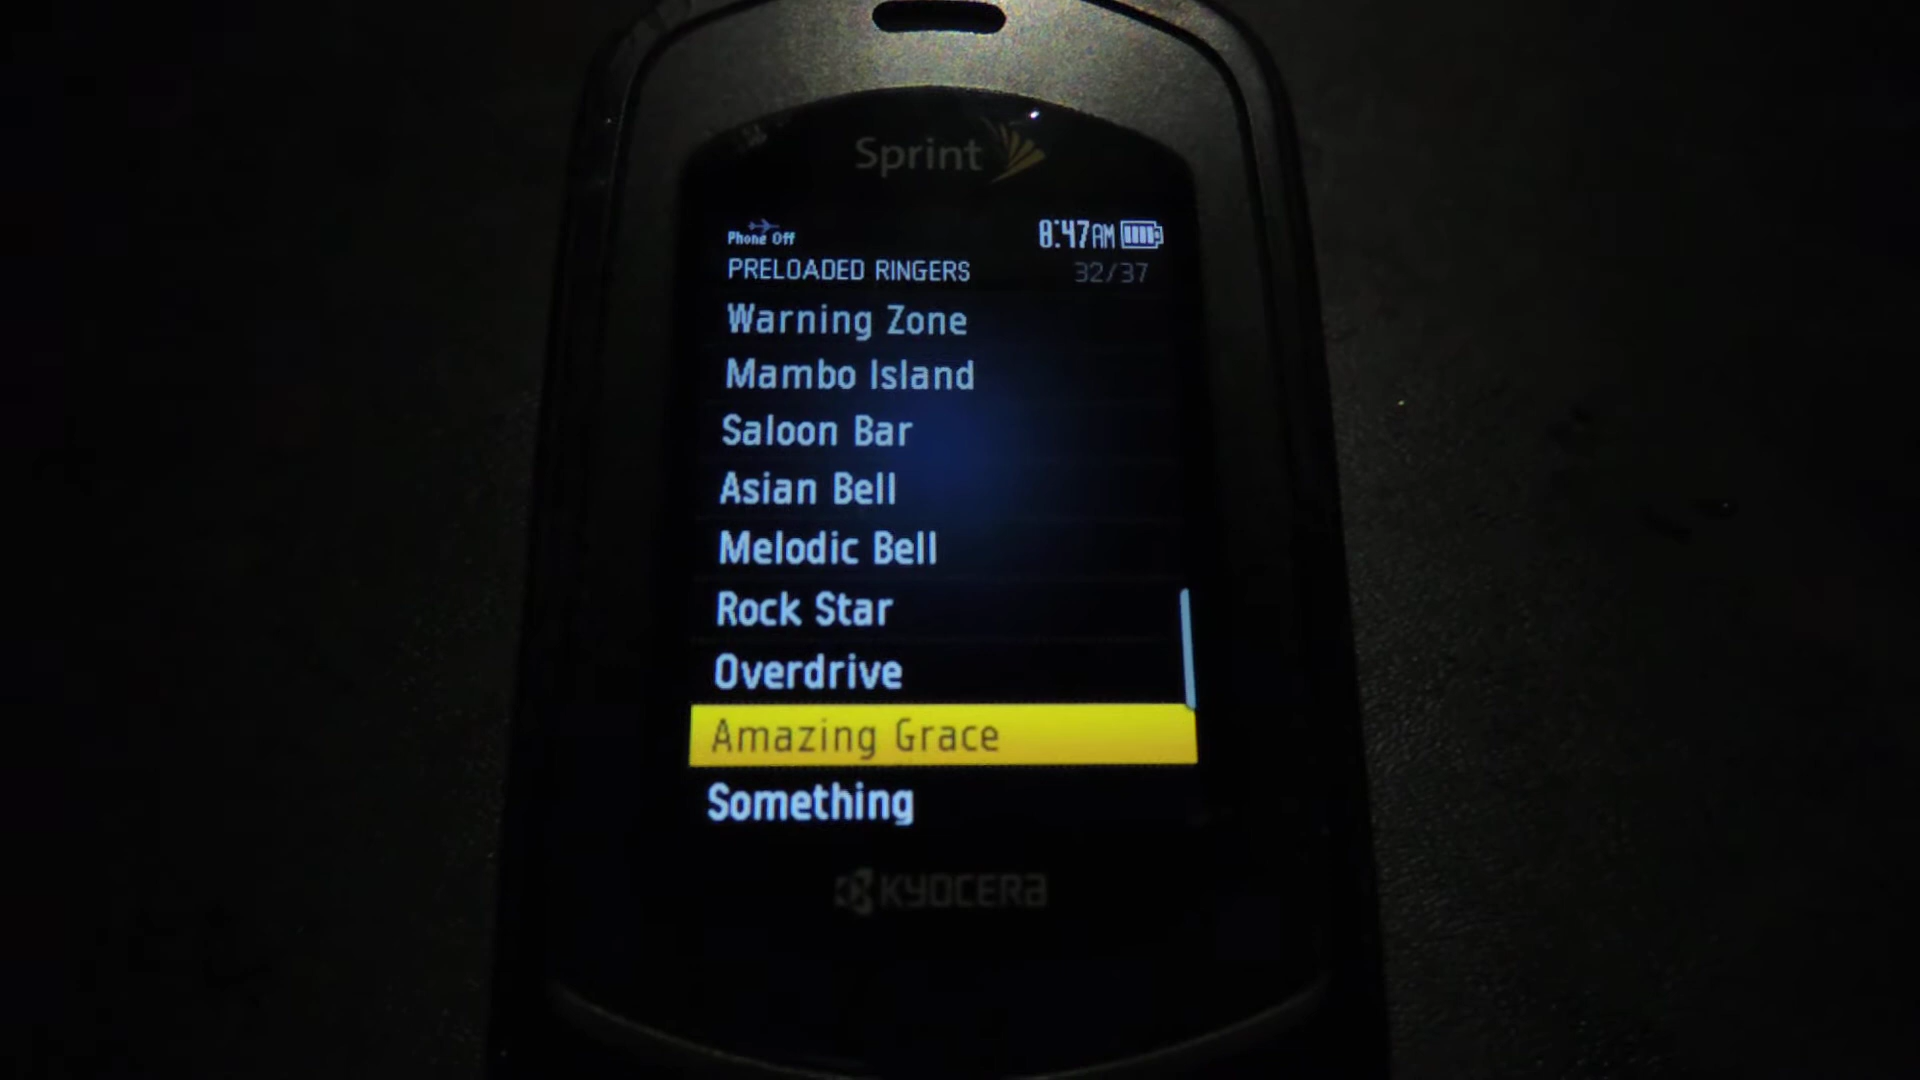 Sprint
Phone Off 8:47AM
PRELOADED RINGERS 32/37
Warning Zone
Mambo Island
Saloon Bar
Asian Bell
Melodic Bell
Rock Star
Overdrive
Amazing Grace
Something
KYOCERA